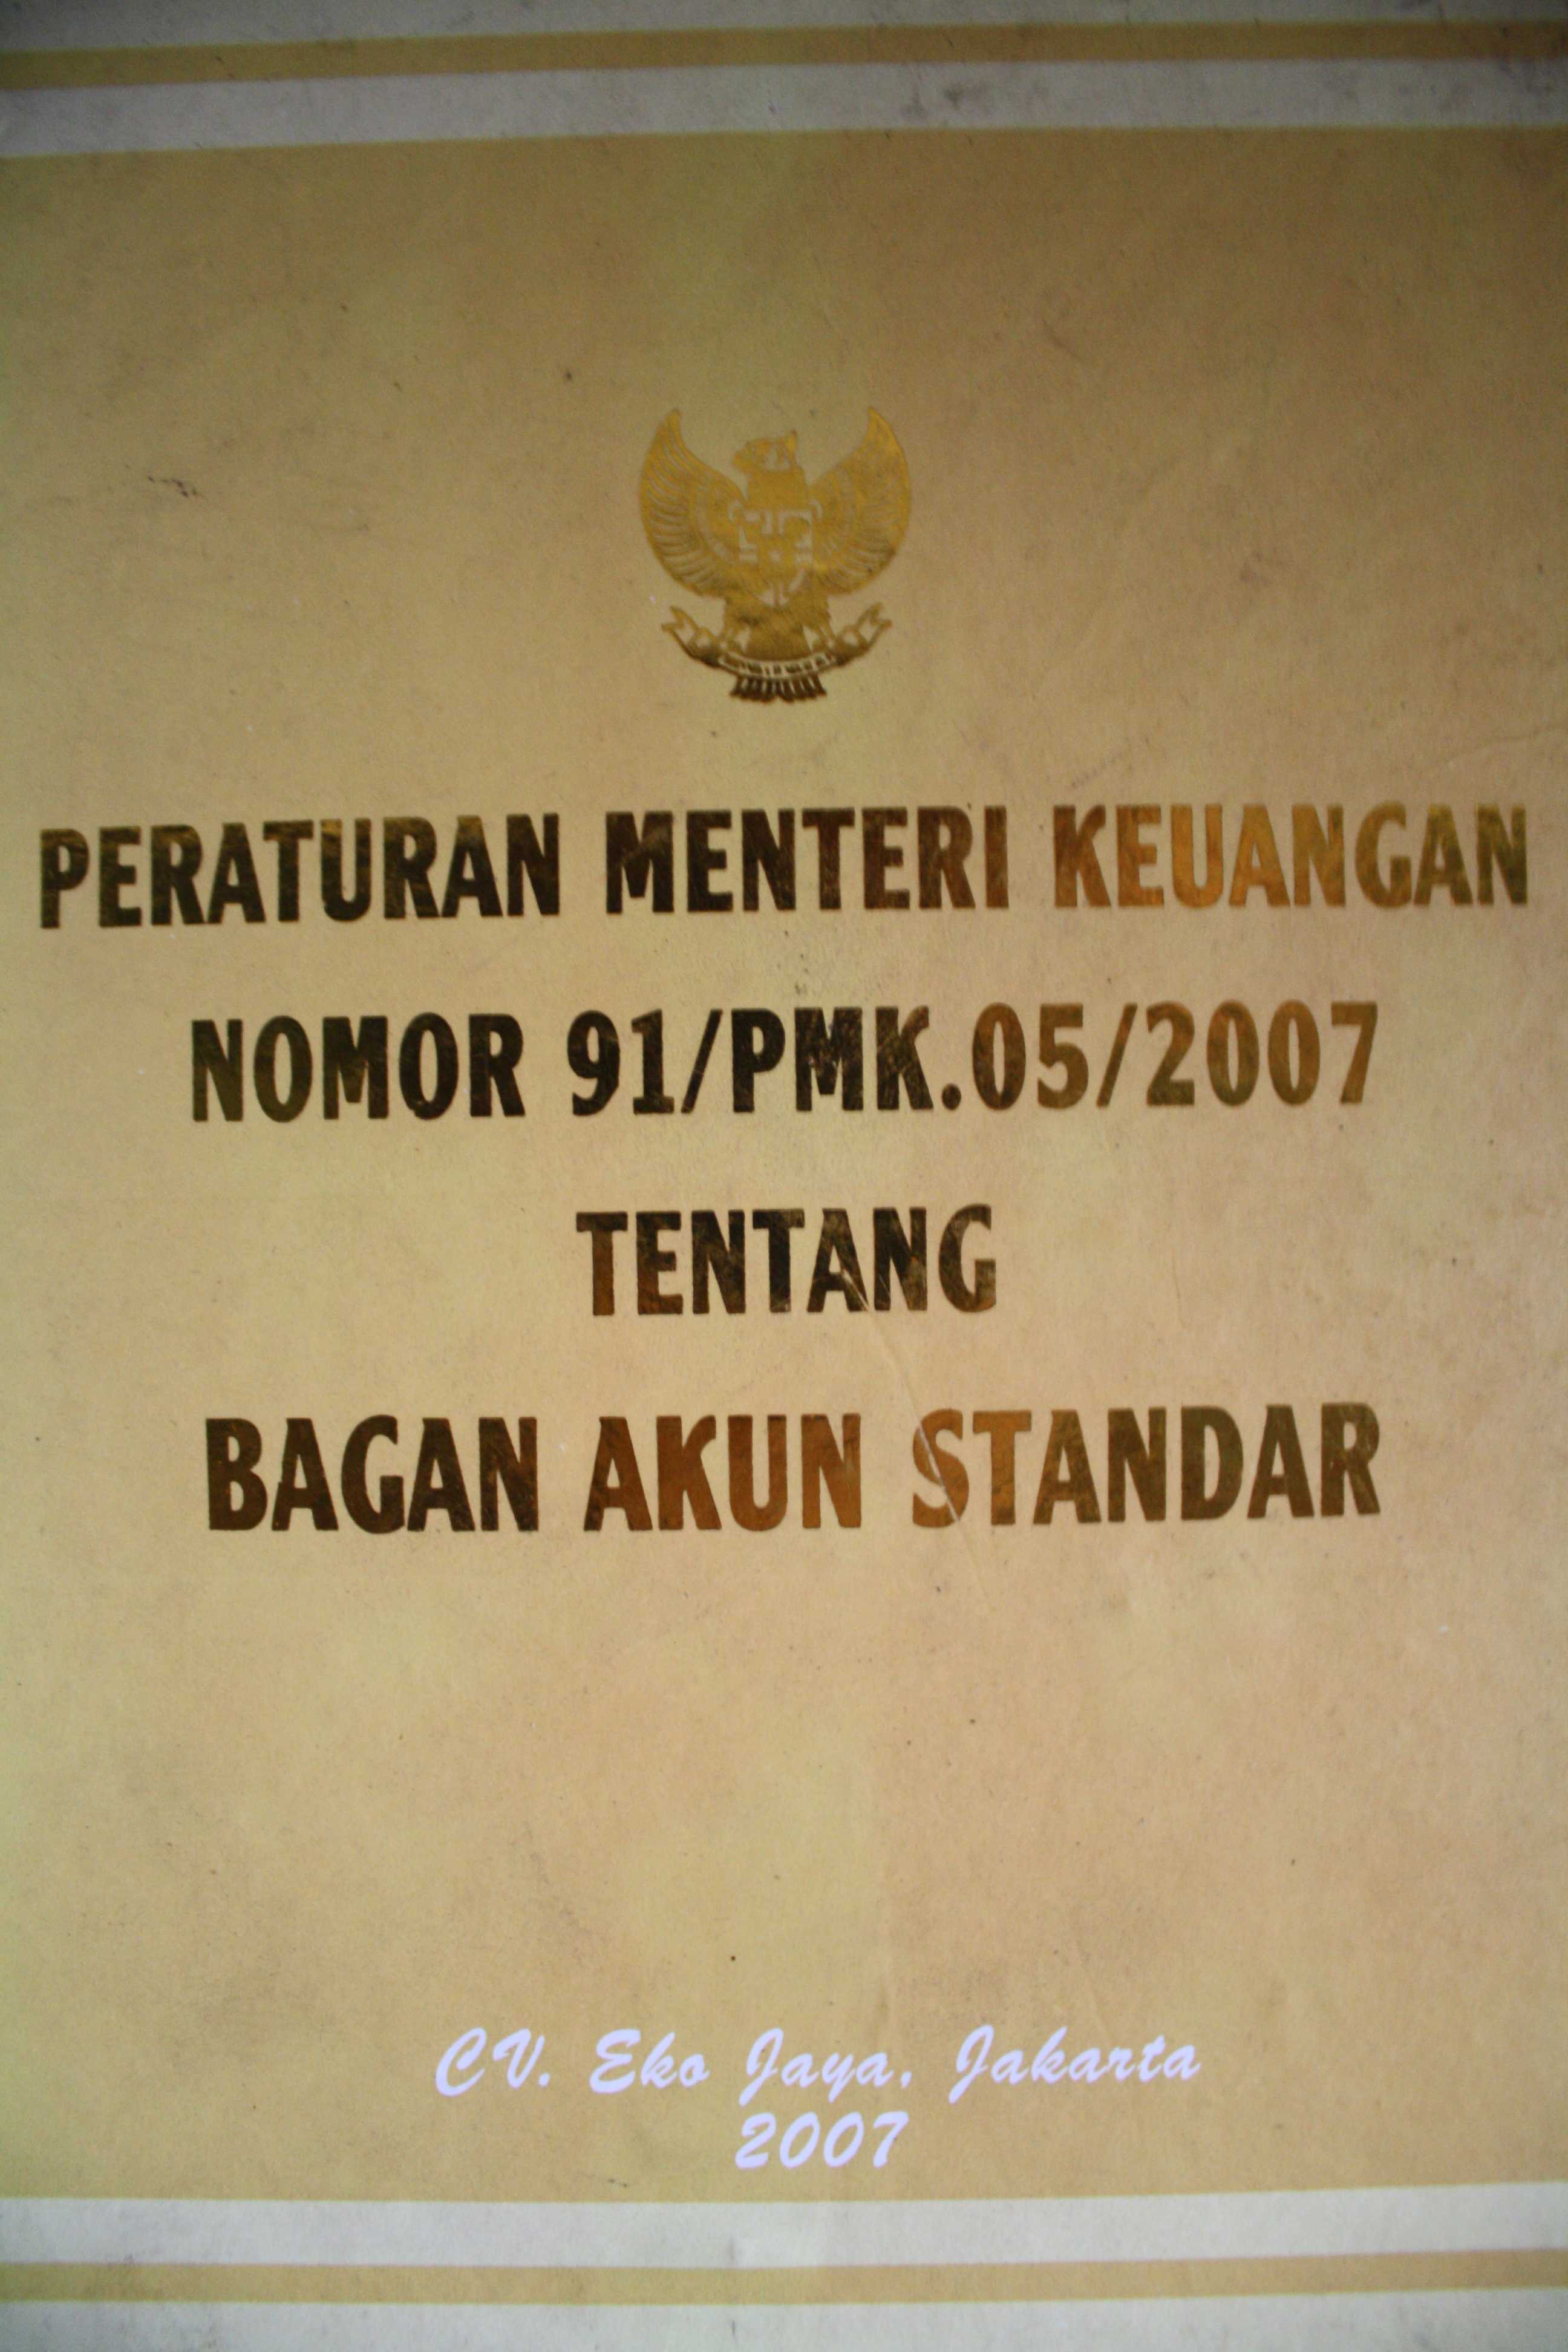 PERATURAN MENTERI KEUANGAN
NOMOR 91/PMK.05/2007
TENTANG
BAGAN AKUN STANDAR
CV. Eko Jaya, Jakarta
2007